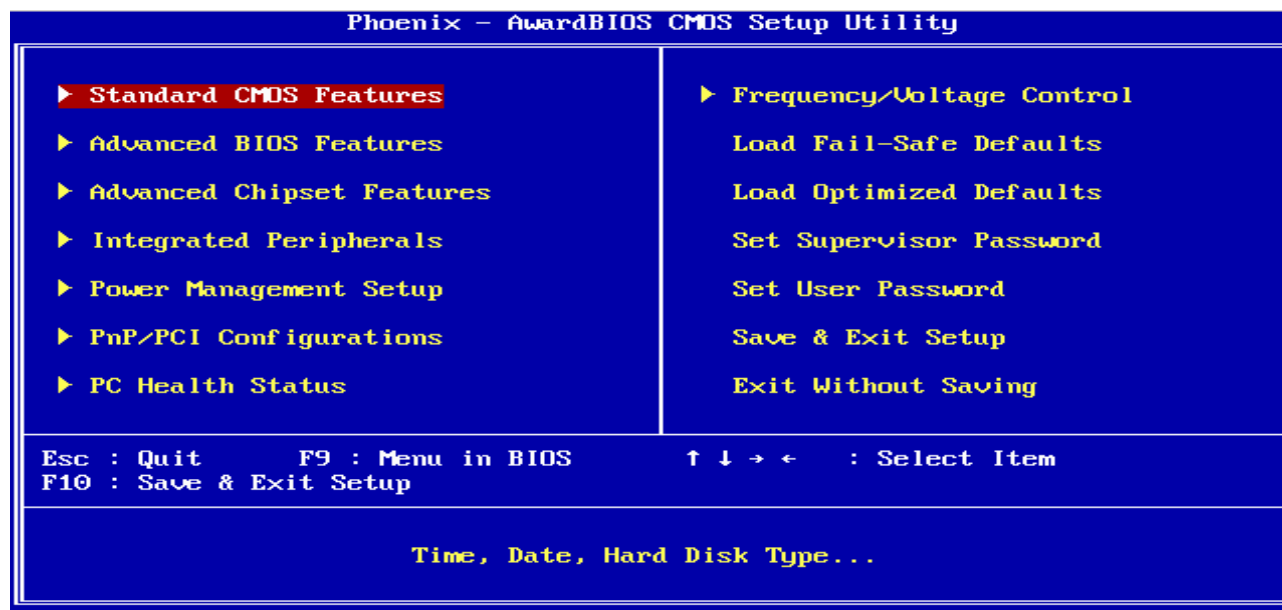 Phoenix - AwardBIOS CMOS Setup Utility
Standard CMOS Features
Advanced BIOS Features
Advanced Chipset Features
Integrated Peripherals
Power Management Setup
PnP/PCI Configurations
PC Health Status
Frequency/Voltage Control
Load Fail-Safe Defaults
Load Optimized Defaults
Set Supervisor Password
Set User Password
Save & Exit Setup
Exit Without Saving
Esc : Quit F9 : Menu in BIOS ↑ ↓ → ← : Select Item
F10 : Save & Exit Setup
Time, Date, Hard Disk Type...